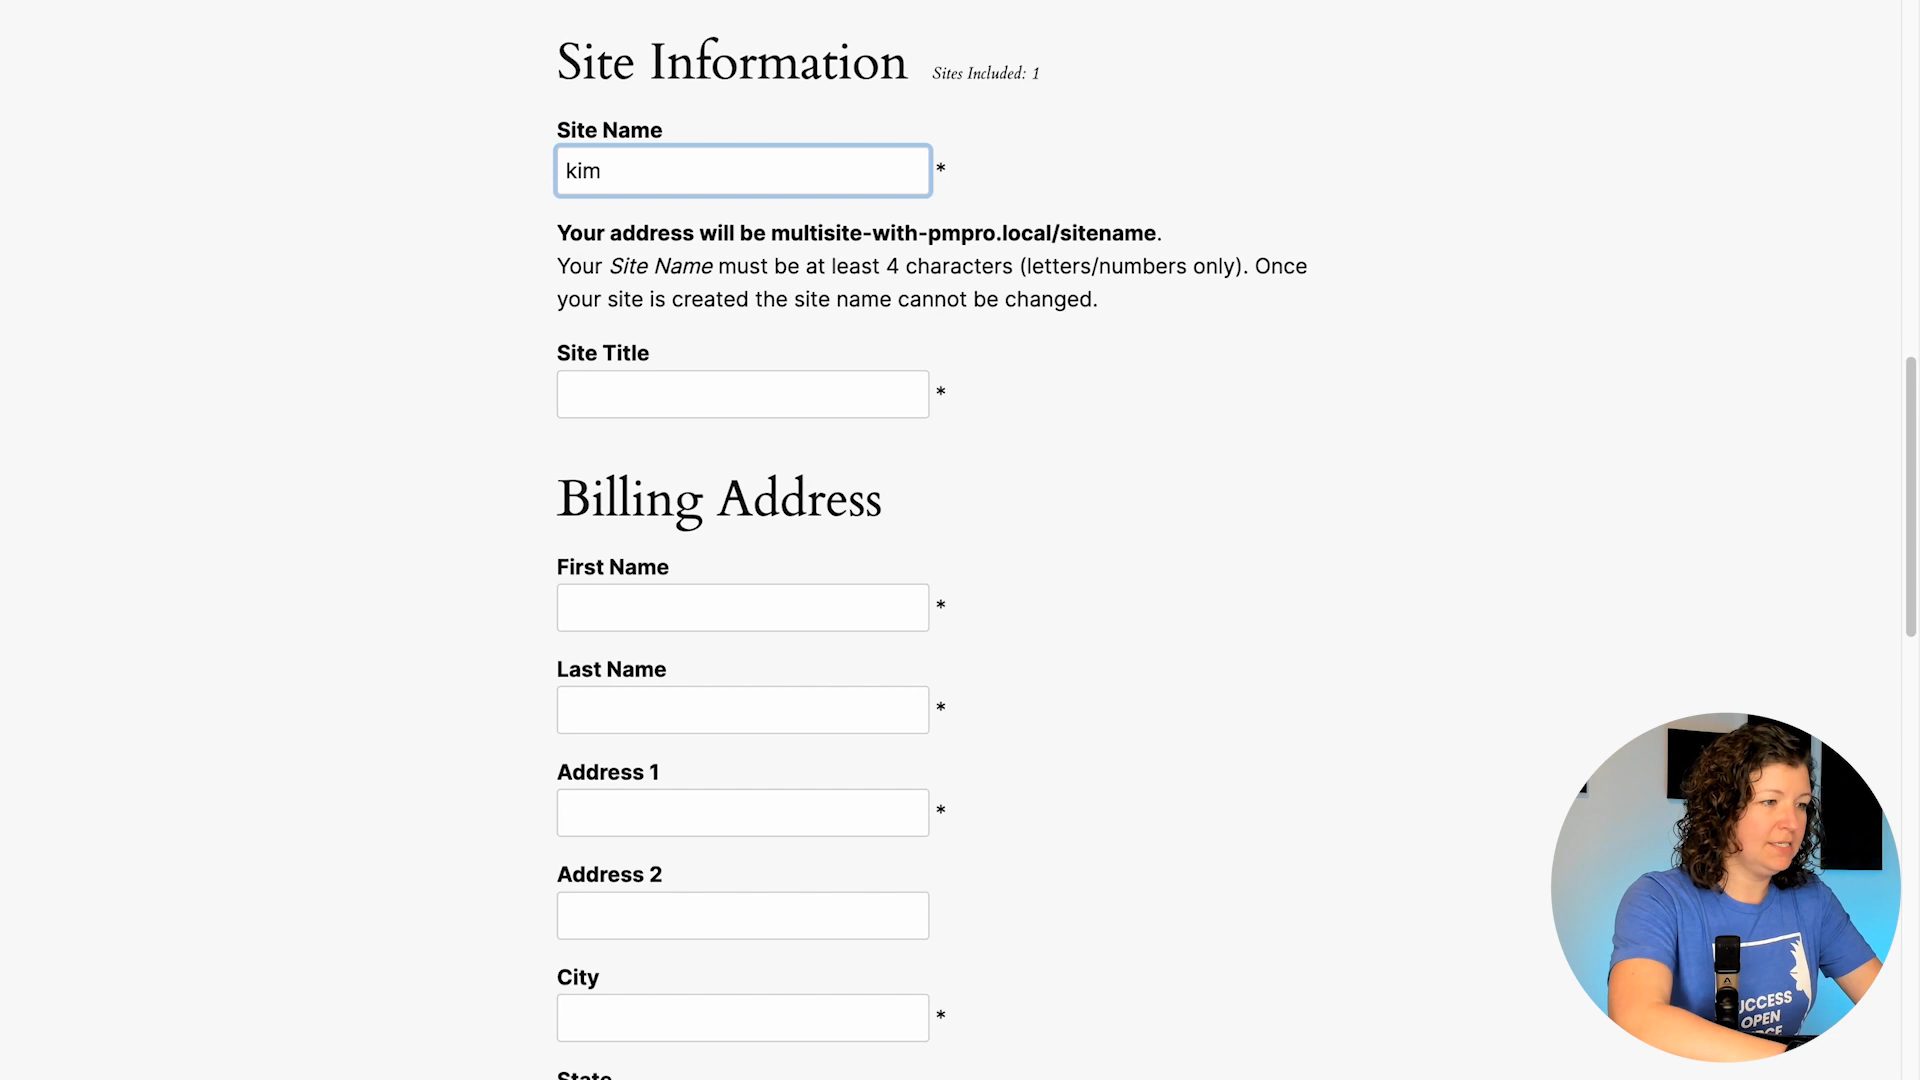 Site Information Sites Included: 1
Site Name
kim *
Your address will be multisite-with-pmpro.local/sitename.
Your Site Name must be at least 4 characters (letters/numbers only). Once
your site is created the site name cannot be changed.
Site Title
*
Billing Address
First Name
*
Last Name
*
Address 1
*
Address 2
City
*
State
OPEN